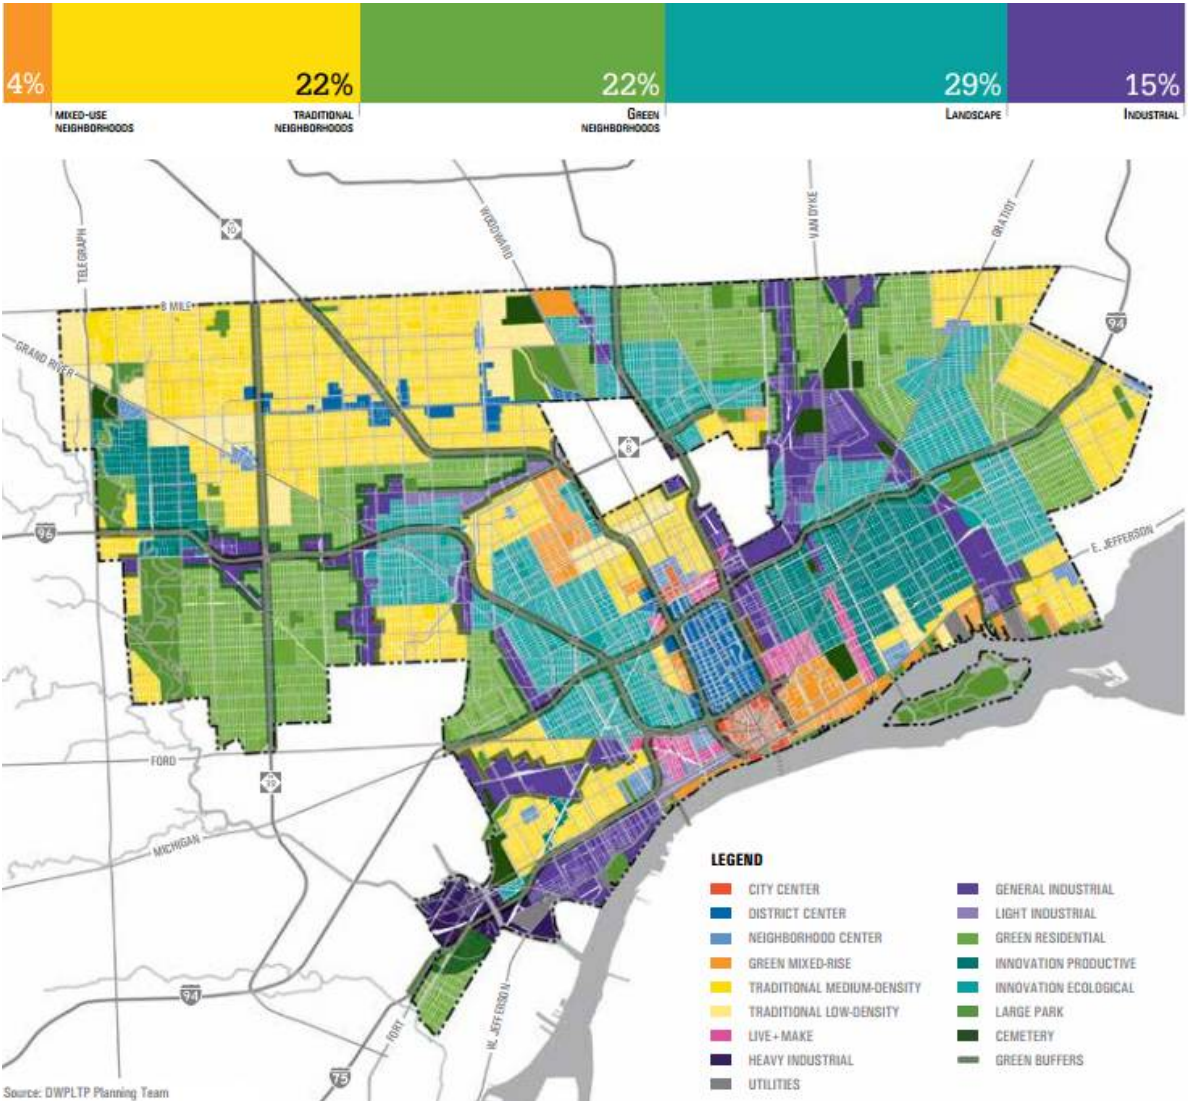 4%
22%
22%
29%
15%
MIXED-USE
NEIGHBORHOODS
TRADITIONAL
NEIGHBORHOODS
GREEN
NEIGHBORHOODS
LANDSCAPE
INDUSTRIAL
TELEGRAPH
10
WOODWARD
VAN DYKE
GRATIOT
8 MILE
94
GRAND RIVER
8
96
E. JEFFERSON
FORD
39
MICHIGAN
94
FORT
W. JEFFERSON
75
LEGEND
CITY CENTER
DISTRICT CENTER
NEIGHBORHOOD CENTER
GREEN MIXED-RISE
TRADITIONAL MEDIUM-DENSITY
TRADITIONAL LOW-DENSITY
LIVE+MAKE
HEAVY INDUSTRIAL
UTILITIES
GENERAL INDUSTRIAL
LIGHT INDUSTRIAL
GREEN RESIDENTIAL
INNOVATION PRODUCTIVE
INNOVATION ECOLOGICAL
LARGE PARK
CEMETERY
GREEN BUFFERS
Source: DWPLTP Planning Team